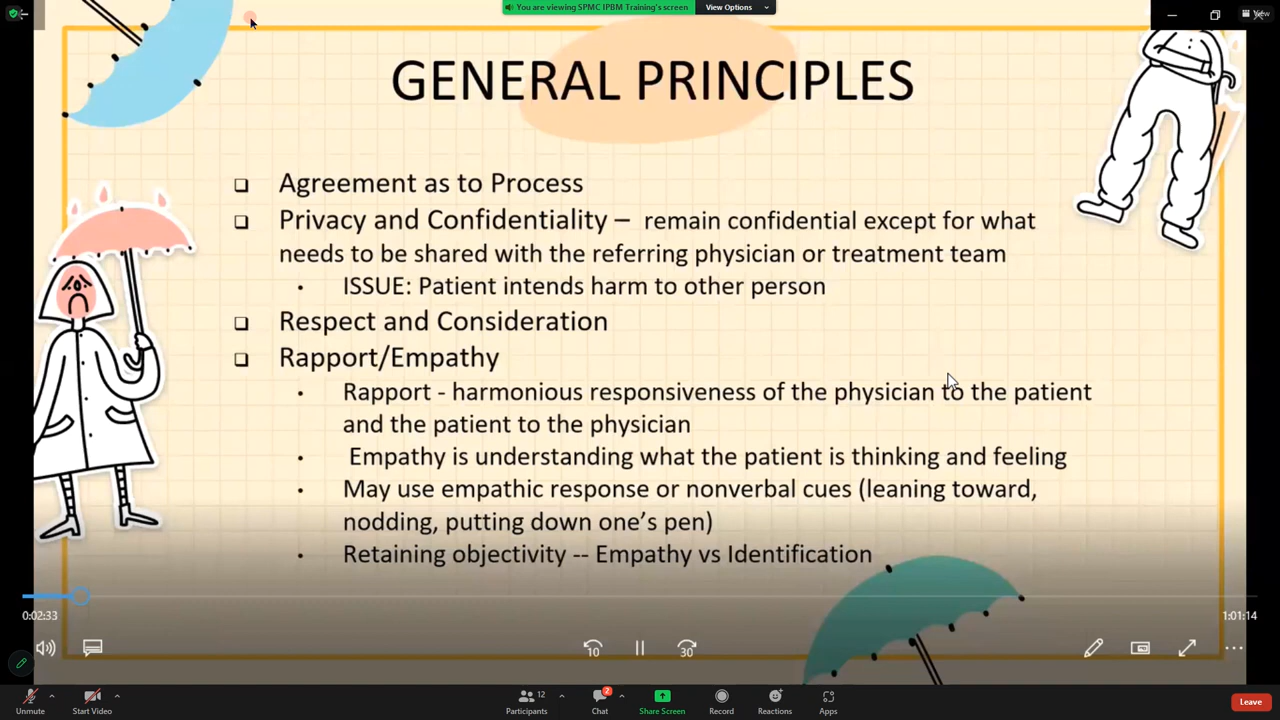 You are viewing SPMC IPBM Training's screen
View Options
View
GENERAL PRINCIPLES
Agreement as to Process
Privacy and Confidentiality – remain confidential except for what
needs to be shared with the referring physician or treatment team
ISSUE: Patient intends harm to other person
Respect and Consideration
Rapport/Empathy
Rapport - harmonious responsiveness of the physician to the patient
and the patient to the physician
Empathy is understanding what the patient is thinking and feeling
May use empathic response or nonverbal cues (leaning toward,
nodding, putting down one's pen)
Retaining objectivity -- Empathy vs Identification
0:02:33
1:01:14
10
30
Unmute
Start Video
Participants
12
Chat
2
Share Screen
Record
Reactions
Apps
Leave